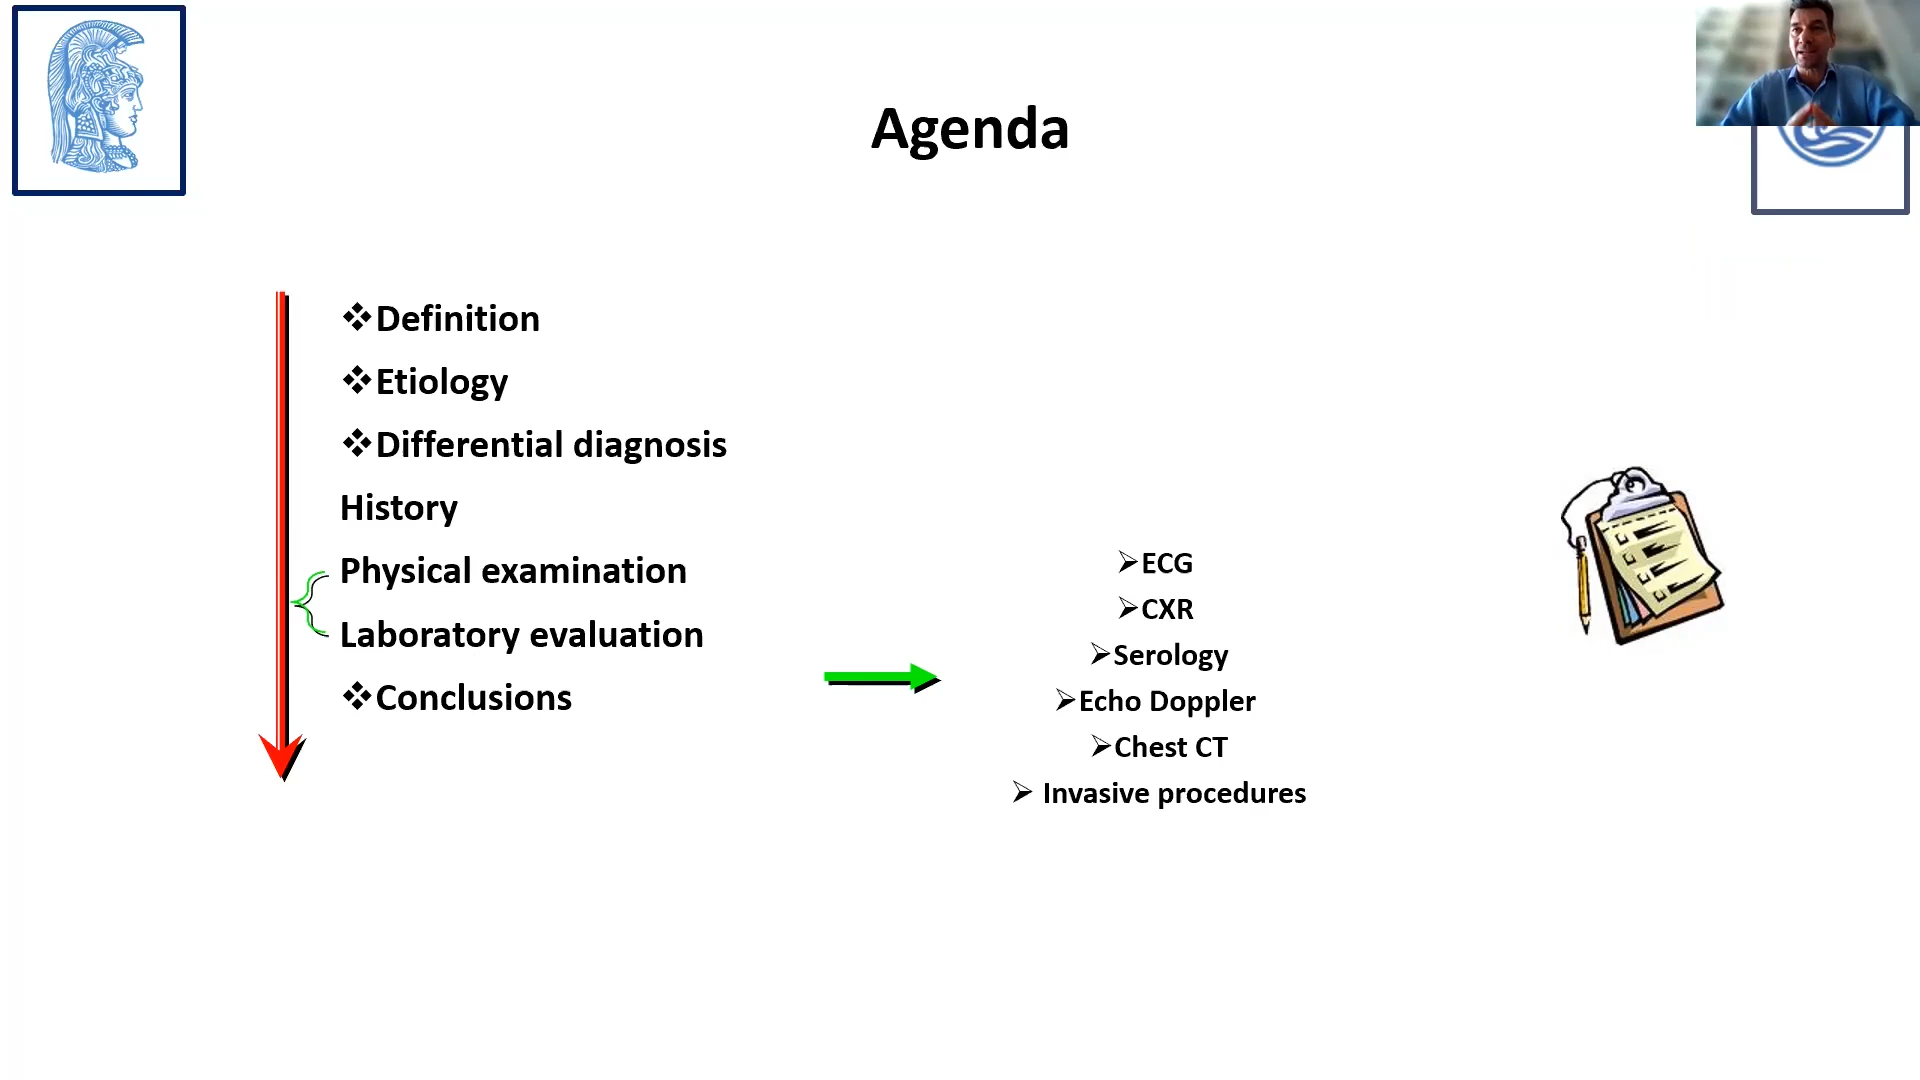 Agenda
❖Definition
❖Etiology
❖Differential diagnosis
History
Physical examination
Laboratory evaluation
❖Conclusions
➢ECG
➢CXR
➢Serology
➢Echo Doppler
➢Chest CT
➢ Invasive procedures